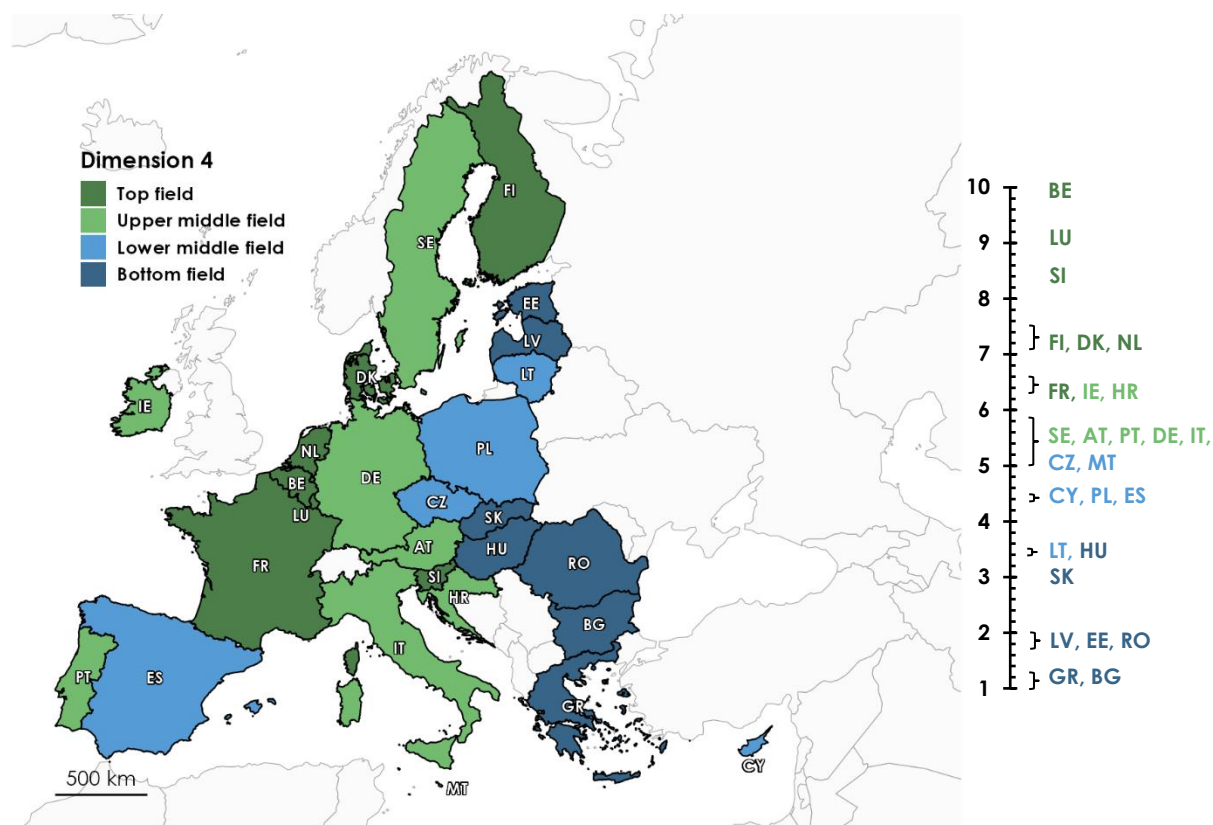 Dimension 4
Top field
Upper middle field
Lower middle field
Bottom field
FI
SE
EE
LV
LT
DK
IE
NL
PL
DE
BE
CZ
LU
SK
AT
HU
FR
SI
RO
HR
BG
IT
PT
ES
GR
CY
MT
500 km
10 BE
9 LU
SI
8
7 FI, DK, NL
FR, IE, HR
6
SE, AT, PT, DE, IT,
5 CZ, MT
CY, PL, ES
4
LT, HU
3 SK
2 LV, EE, RO
GR, BG
1